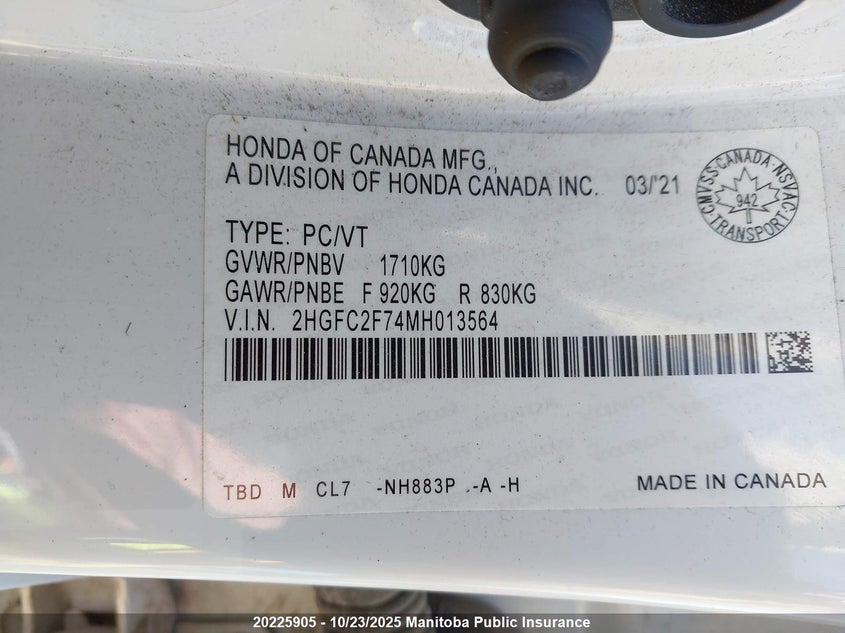 HONDA OF CANADA MFG.,
A DIVISION OF HONDA CANADA INC. 03/'21
CMVSS·CANADA·NSVAC·TRANSPORT·
942
TYPE: PC/VT
GVWR/PNBV 1710KG
GAWR/PNBE F 920KG R 830KG
V.I.N. 2HGFC2F74MH013564
TBD M CL7 -NH883P .-A -H
MADE IN CANADA
20225905 - 10/23/2025 Manitoba Public Insurance